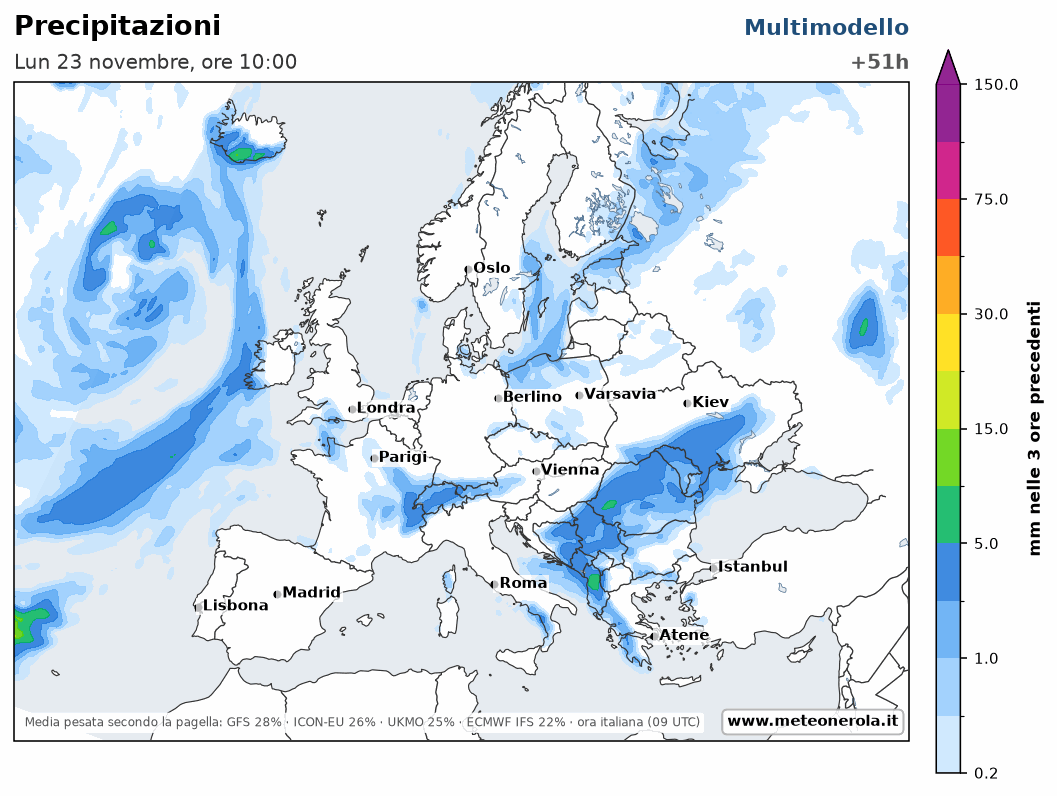 Precipitazioni
Multimodello
Lun 23 novembre, ore 10:00
+51h
150.0
75.0
30.0
15.0
5.0
1.0
0.2
mm nelle 3 ore precedenti
Oslo
Berlino
Varsavia
Kiev
Londra
Parigi
Vienna
Istanbul
Roma
Madrid
Lisbona
Atene
Media pesata secondo la pagella: GFS 28% · ICON-EU 26% · UKMO 25% · ECMWF IFS 22% · ora italiana (09 UTC)
www.meteonerola.it